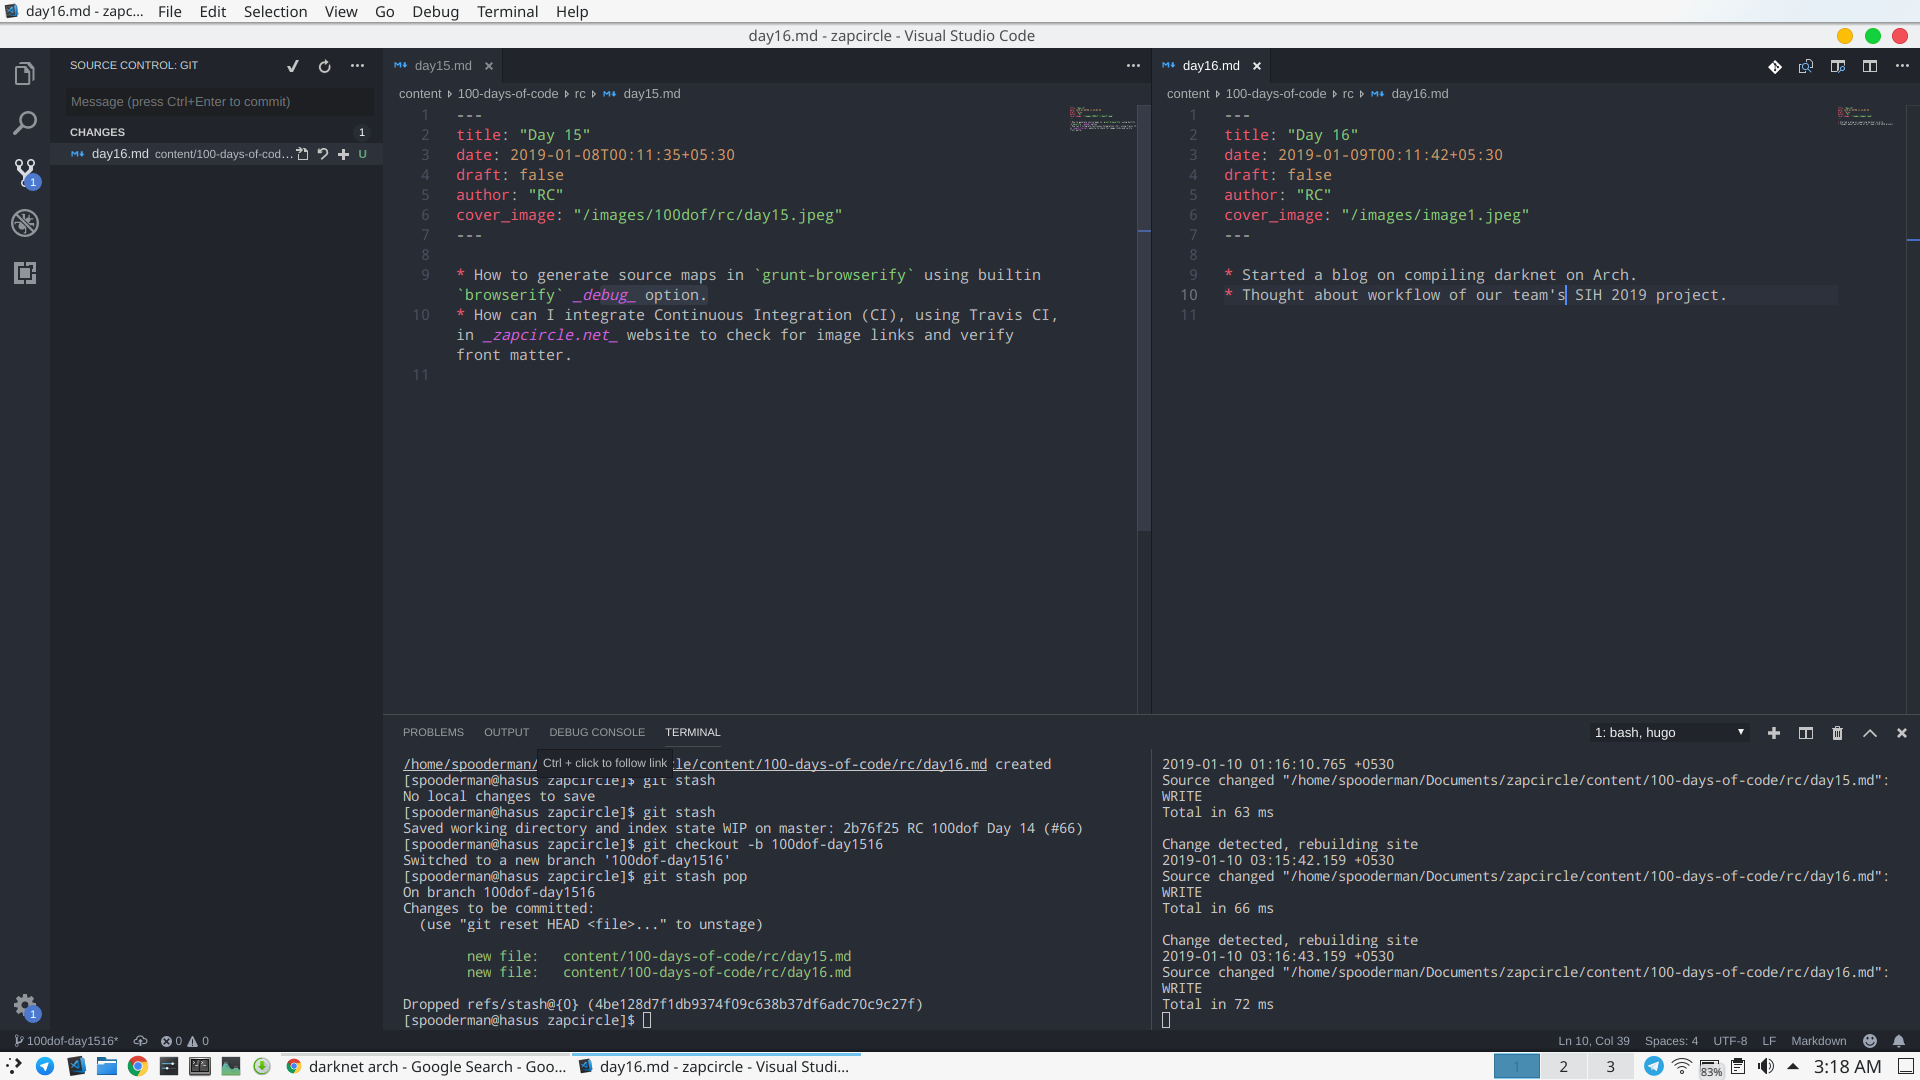 day16.md - zapc... File Edit Selection View Go Debug Terminal Help
day16.md - zapcircle - Visual Studio Code
SOURCE CONTROL: GIT
Message (press Ctrl+Enter to commit)
CHANGES 1
day16.md content/100-days-of-cod... U
1
1
day15.md
content 100-days-of-code rc day15.md
1 ---
2 title: "Day 15"
3 date: 2019-01-08T00:11:35+05:30
4 draft: false
5 author: "RC"
6 cover_image: "/images/100dof/rc/day15.jpeg"
7 ---
8
9 * How to generate source maps in `grunt-browserify` using builtin
`browserify` _debug_ option.
10 * How can I integrate Continuous Integration (CI), using Travis CI,
in _zapcircle.net_ website to check for image links and verify
front matter.
11
day16.md
content 100-days-of-code rc day16.md
1 ---
2 title: "Day 16"
3 date: 2019-01-09T00:11:42+05:30
4 draft: false
5 author: "RC"
6 cover_image: "/images/image1.jpeg"
7 ---
8
9 * Started a blog on compiling darknet on Arch.
10 * Thought about workflow of our team's SIH 2019 project.
11
PROBLEMS OUTPUT DEBUG CONSOLE TERMINAL
1: bash, hugo
/home/spooderman/ Ctrl + click to follow link le/content/100-days-of-code/rc/day16.md created
[spooderman@hasus zapcircle]$ git stash
No local changes to save
[spooderman@hasus zapcircle]$ git stash
Saved working directory and index state WIP on master: 2b76f25 RC 100dof Day 14 (#66)
[spooderman@hasus zapcircle]$ git checkout -b 100dof-day1516
Switched to a new branch '100dof-day1516'
[spooderman@hasus zapcircle]$ git stash pop
On branch 100dof-day1516
Changes to be committed:
(use "git reset HEAD <file>..." to unstage)
new file: content/100-days-of-code/rc/day15.md
new file: content/100-days-of-code/rc/day16.md
Dropped refs/stash@{0} (4be128d7f1db9374f09c638b37df6adc70c9c27f)
[spooderman@hasus zapcircle]$
2019-01-10 01:16:10.765 +0530
Source changed "/home/spooderman/Documents/zapcircle/content/100-days-of-code/rc/day15.md":
WRITE
Total in 63 ms
Change detected, rebuilding site
2019-01-10 03:15:42.159 +0530
Source changed "/home/spooderman/Documents/zapcircle/content/100-days-of-code/rc/day16.md":
WRITE
Total in 66 ms
Change detected, rebuilding site
2019-01-10 03:16:43.159 +0530
Source changed "/home/spooderman/Documents/zapcircle/content/100-days-of-code/rc/day16.md":
WRITE
Total in 72 ms
100dof-day1516* 0 0 Ln 10, Col 39 Spaces: 4 UTF-8 LF Markdown
darknet arch - Google Search - Goo... day16.md - zapcircle - Visual Studi... 1 2 3 83% 3:18 AM